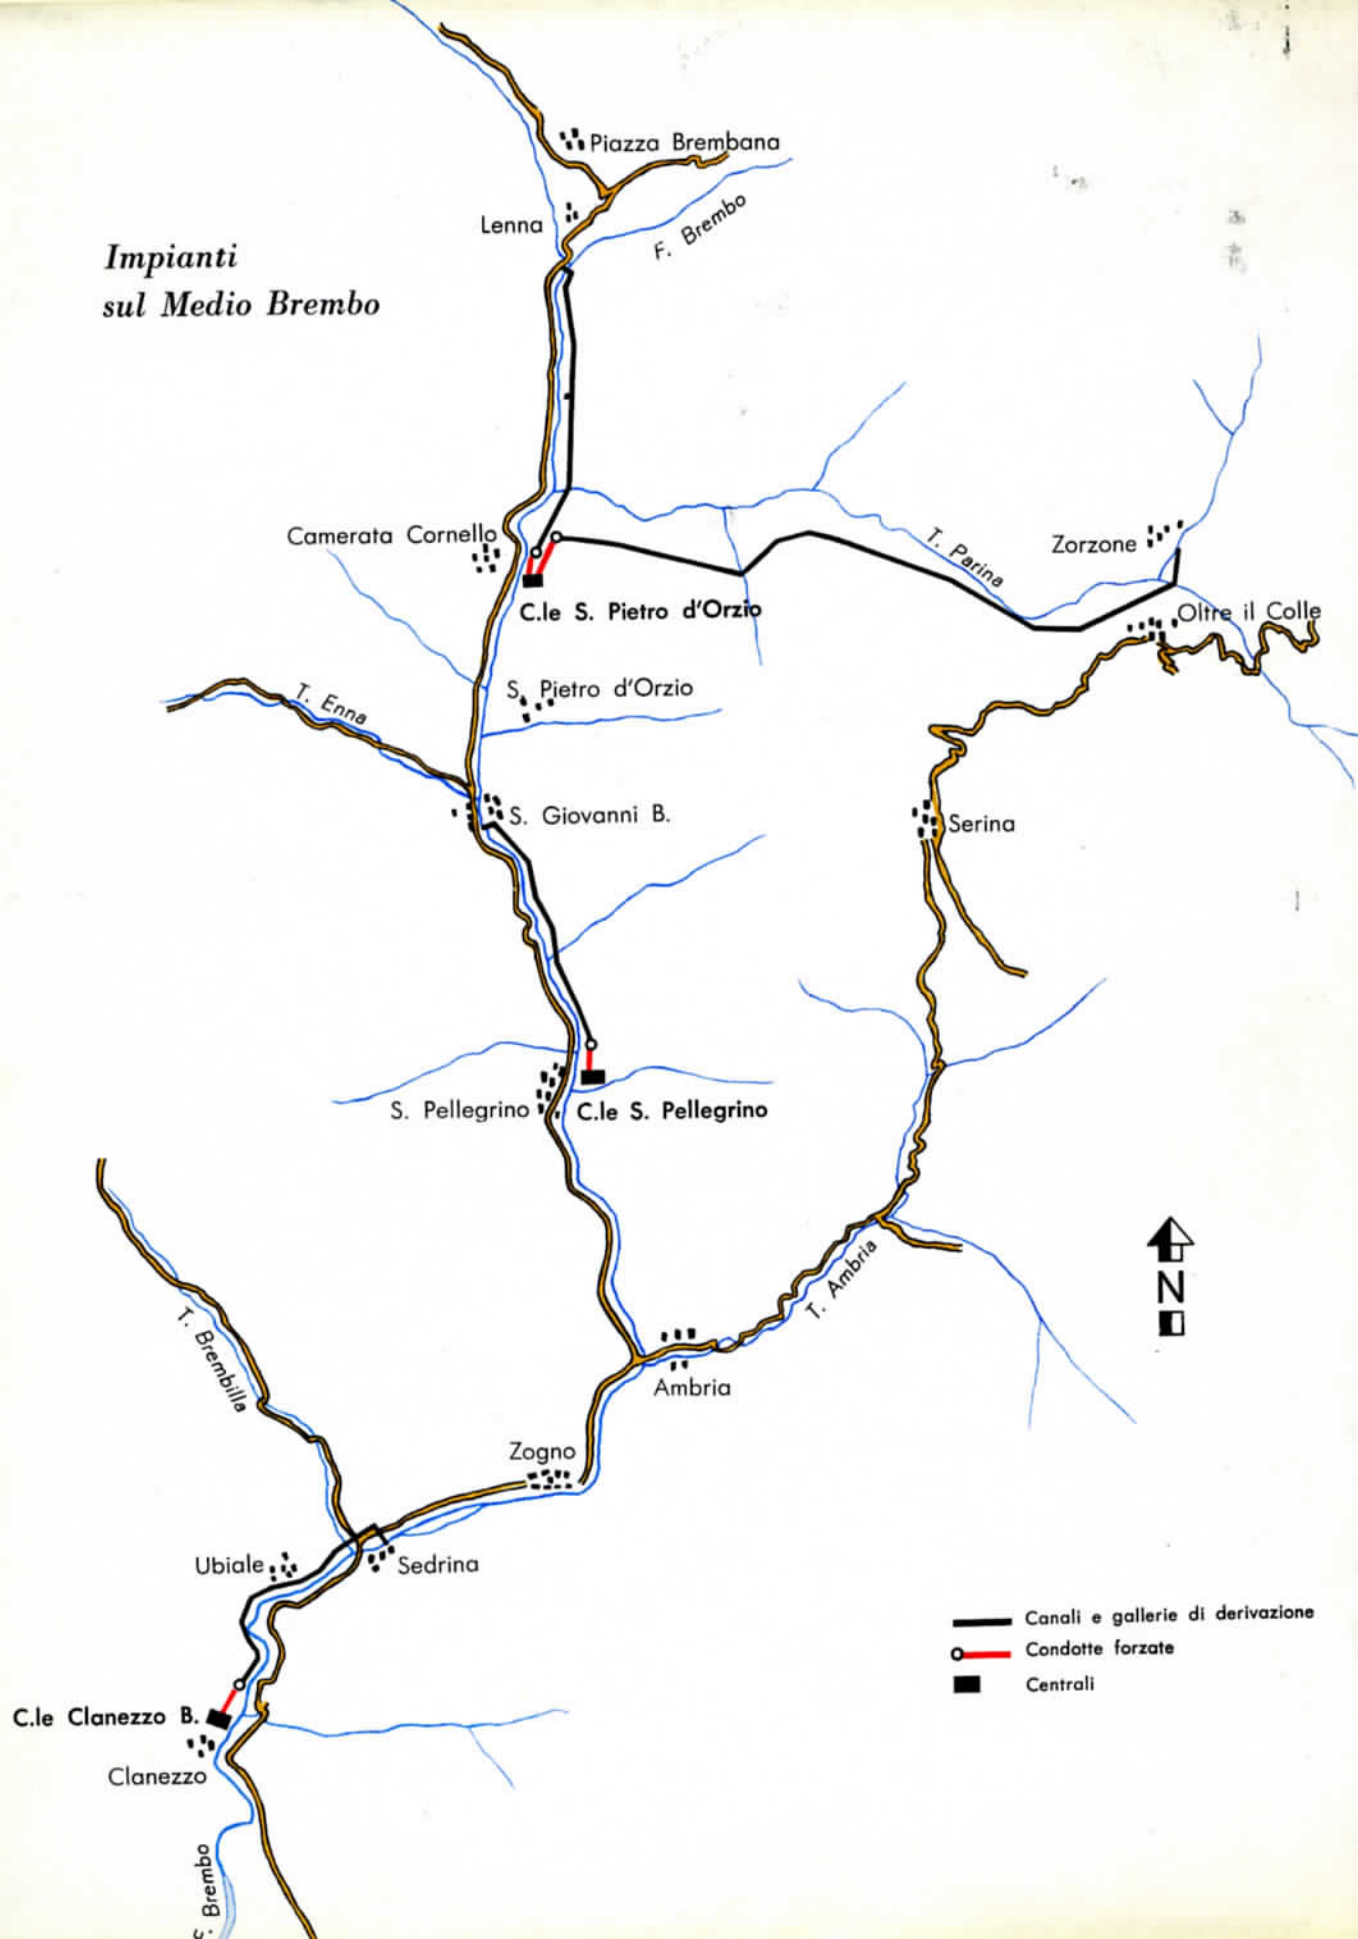 Piazza Brembana
Lenna
F. Brembo
Impianti
sul Medio Brembo
Camerata Cornello
T. Parina
Zorzone
C.le S. Pietro d'Orzio
Oltre il Colle
T. Enna
S. Pietro d'Orzio
S. Giovanni B.
Serina
S. Pellegrino
C.le S. Pellegrino
N
T. Ambria
T. Brembilla
Ambria
Zogno
Ubiale
Sedrina
Canali e gallerie di derivazione
Condotte forzate
Centrali
C.le Clanezzo B.
Clanezzo
F. Brembo